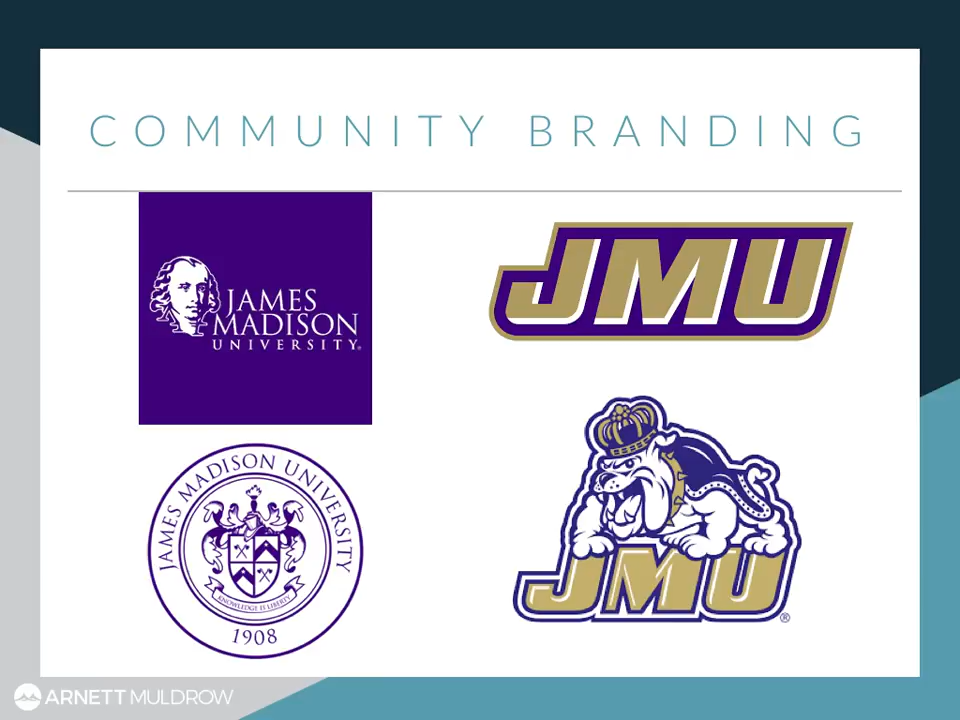 COMMUNITY BRANDING
JAMES
MADISON
UNIVERSITY®
JMU
JAMES MADISON UNIVERSITY
KNOWLEDGE IS LIBERTY
1908
JMU®
ARNETT MULDROW